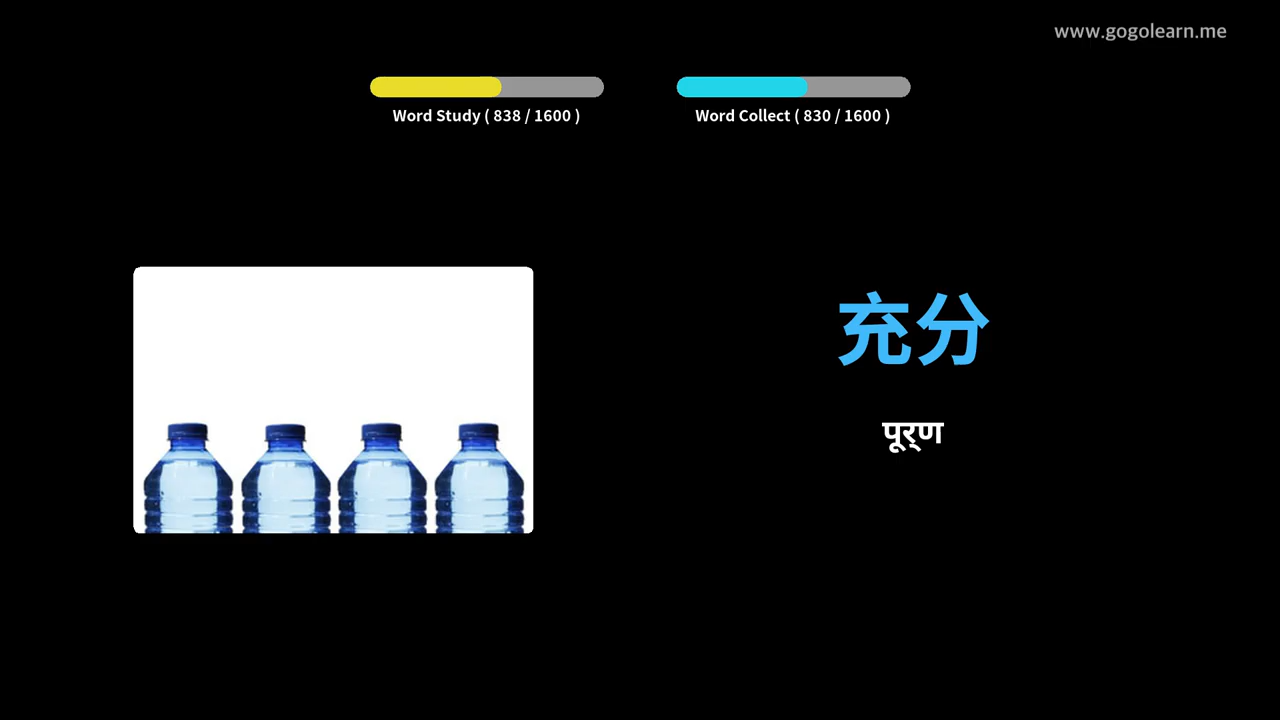 www.gogolearn.me
Word Study ( 838 / 1600 )
Word Collect ( 830 / 1600 )
充分
पूर्ण